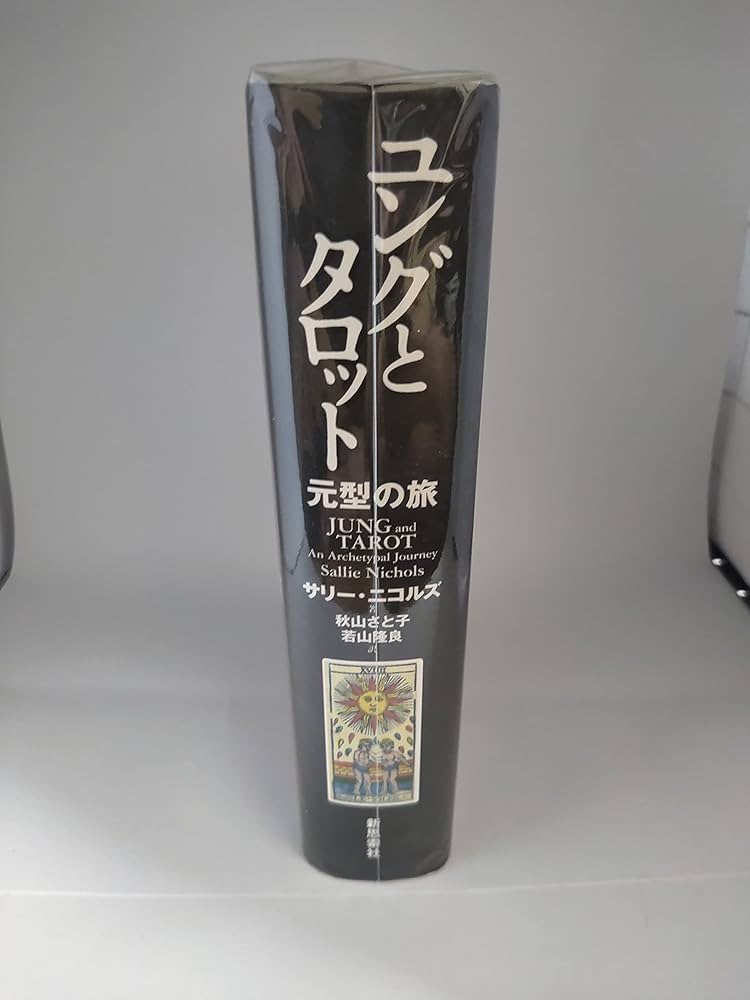 ユングと
タロット
元型の旅
JUNG and
TAROT
An Archetypal Journey
Sallie Nichols
サリー・ニコルズ
著
秋山さと子
若山隆良
訳
XVIIII
新思索社